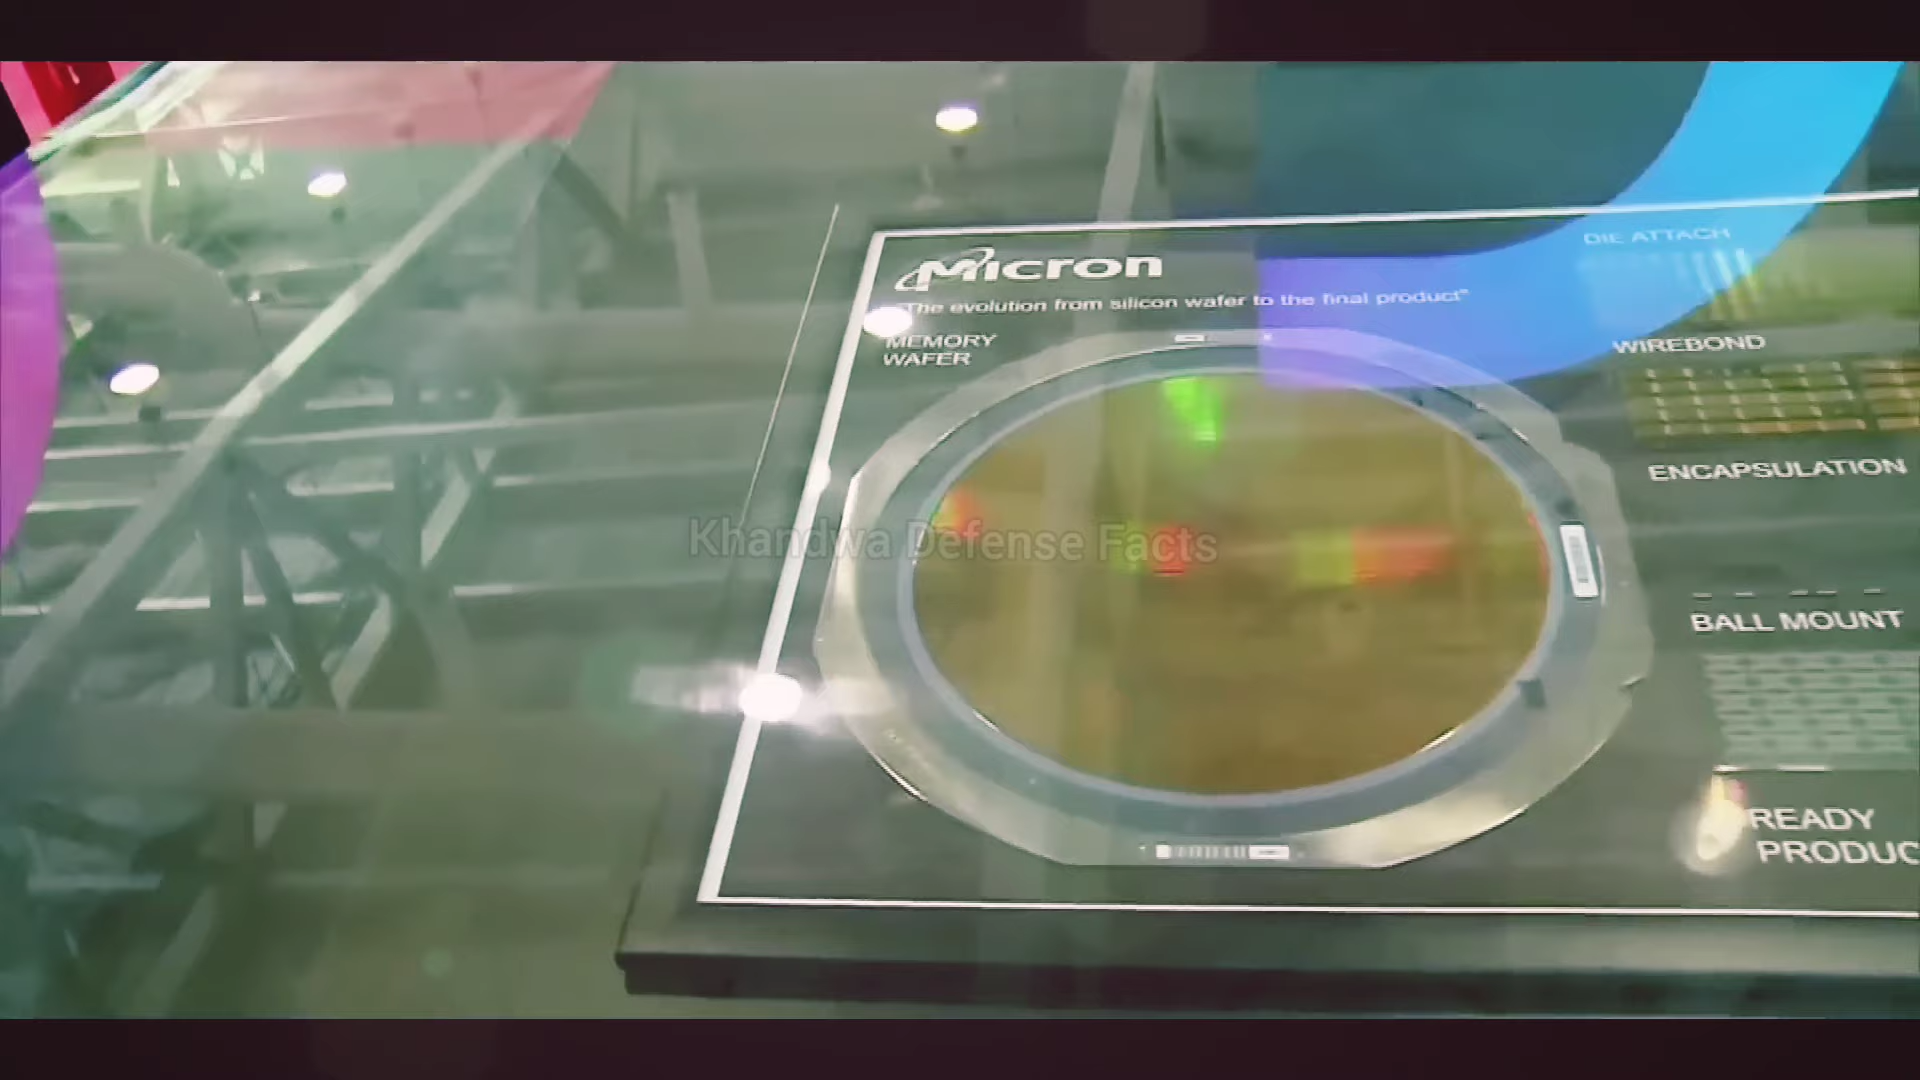 Micron
"The evolution from silicon wafer to the final product"
MEMORY
WAFER
DIE ATTACH
WIREBOND
ENCAPSULATION
Khandwa Defense Facts
BALL MOUNT
READY
PRODUC